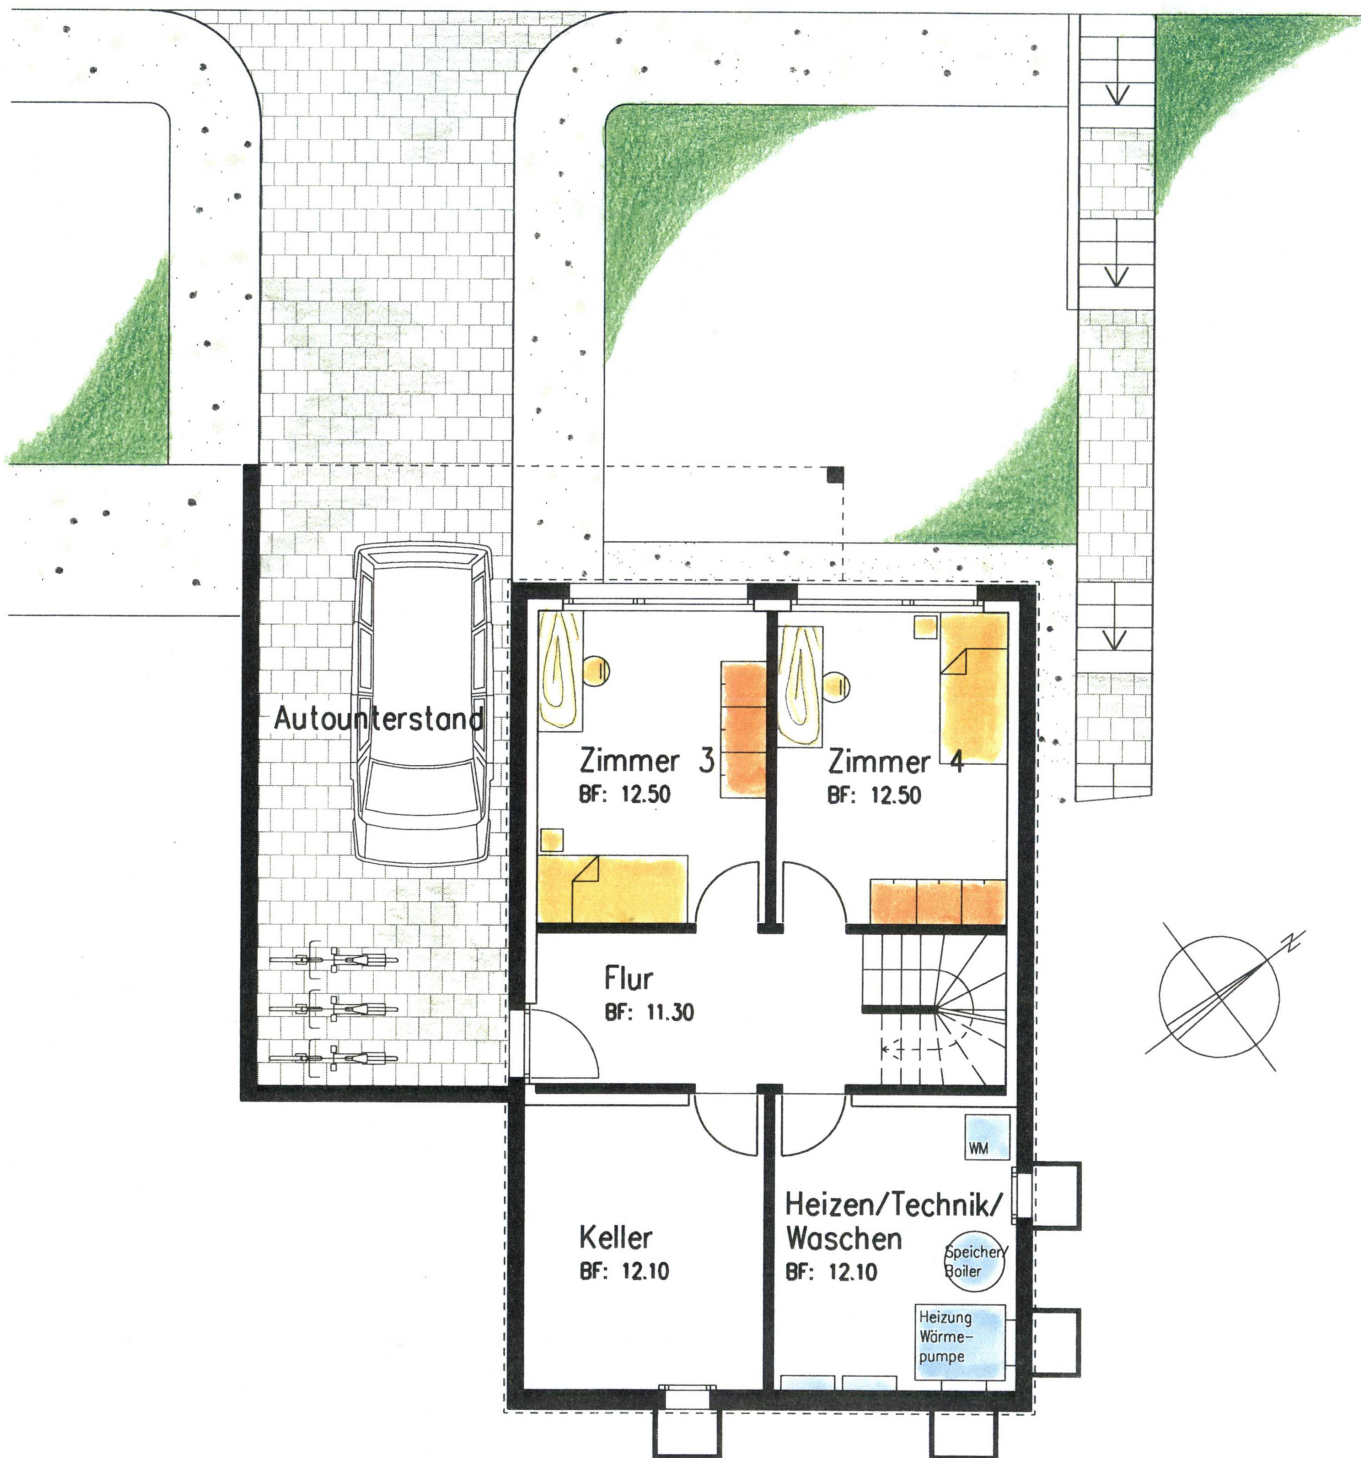 Autounterstand
Zimmer 3
BF: 12.50
Zimmer 4
BF: 12.50
Flur
BF: 11.30
N
WM
Keller
BF: 12.10
Heizen/Technik/
Waschen
BF: 12.10
Speicher/
Boiler
Heizung
Wärme-
pumpe